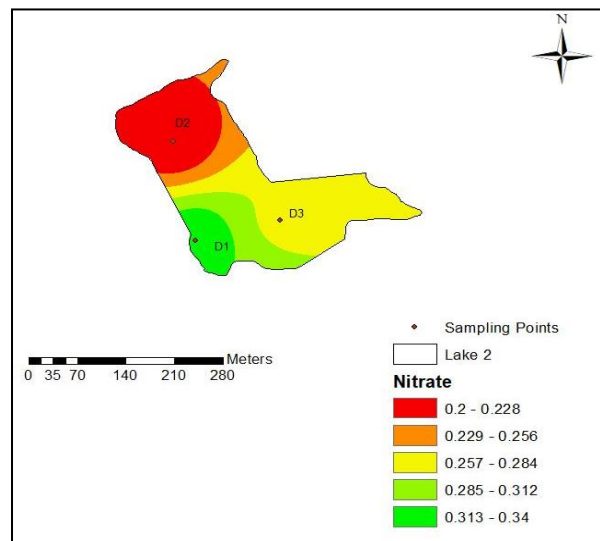 N
D2
D3
D1
Sampling Points
Meters
0 35 70 140 210 280
Lake 2
Nitrate
0.2 - 0.228
0.229 - 0.256
0.257 - 0.284
0.285 - 0.312
0.313 - 0.34